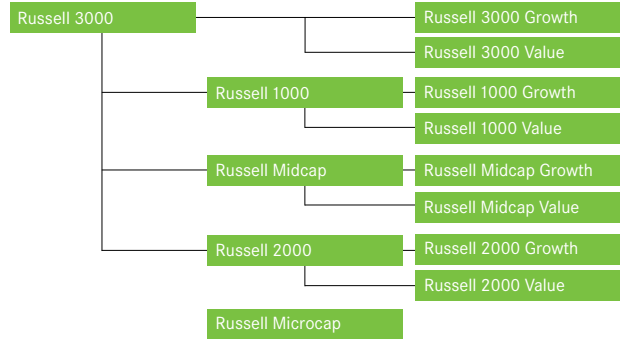 Russell 3000
Russell 3000 Growth
Russell 3000 Value
Russell 1000
Russell 1000 Growth
Russell 1000 Value
Russell Midcap
Russell Midcap Growth
Russell Midcap Value
Russell 2000
Russell 2000 Growth
Russell 2000 Value
Russell Microcap